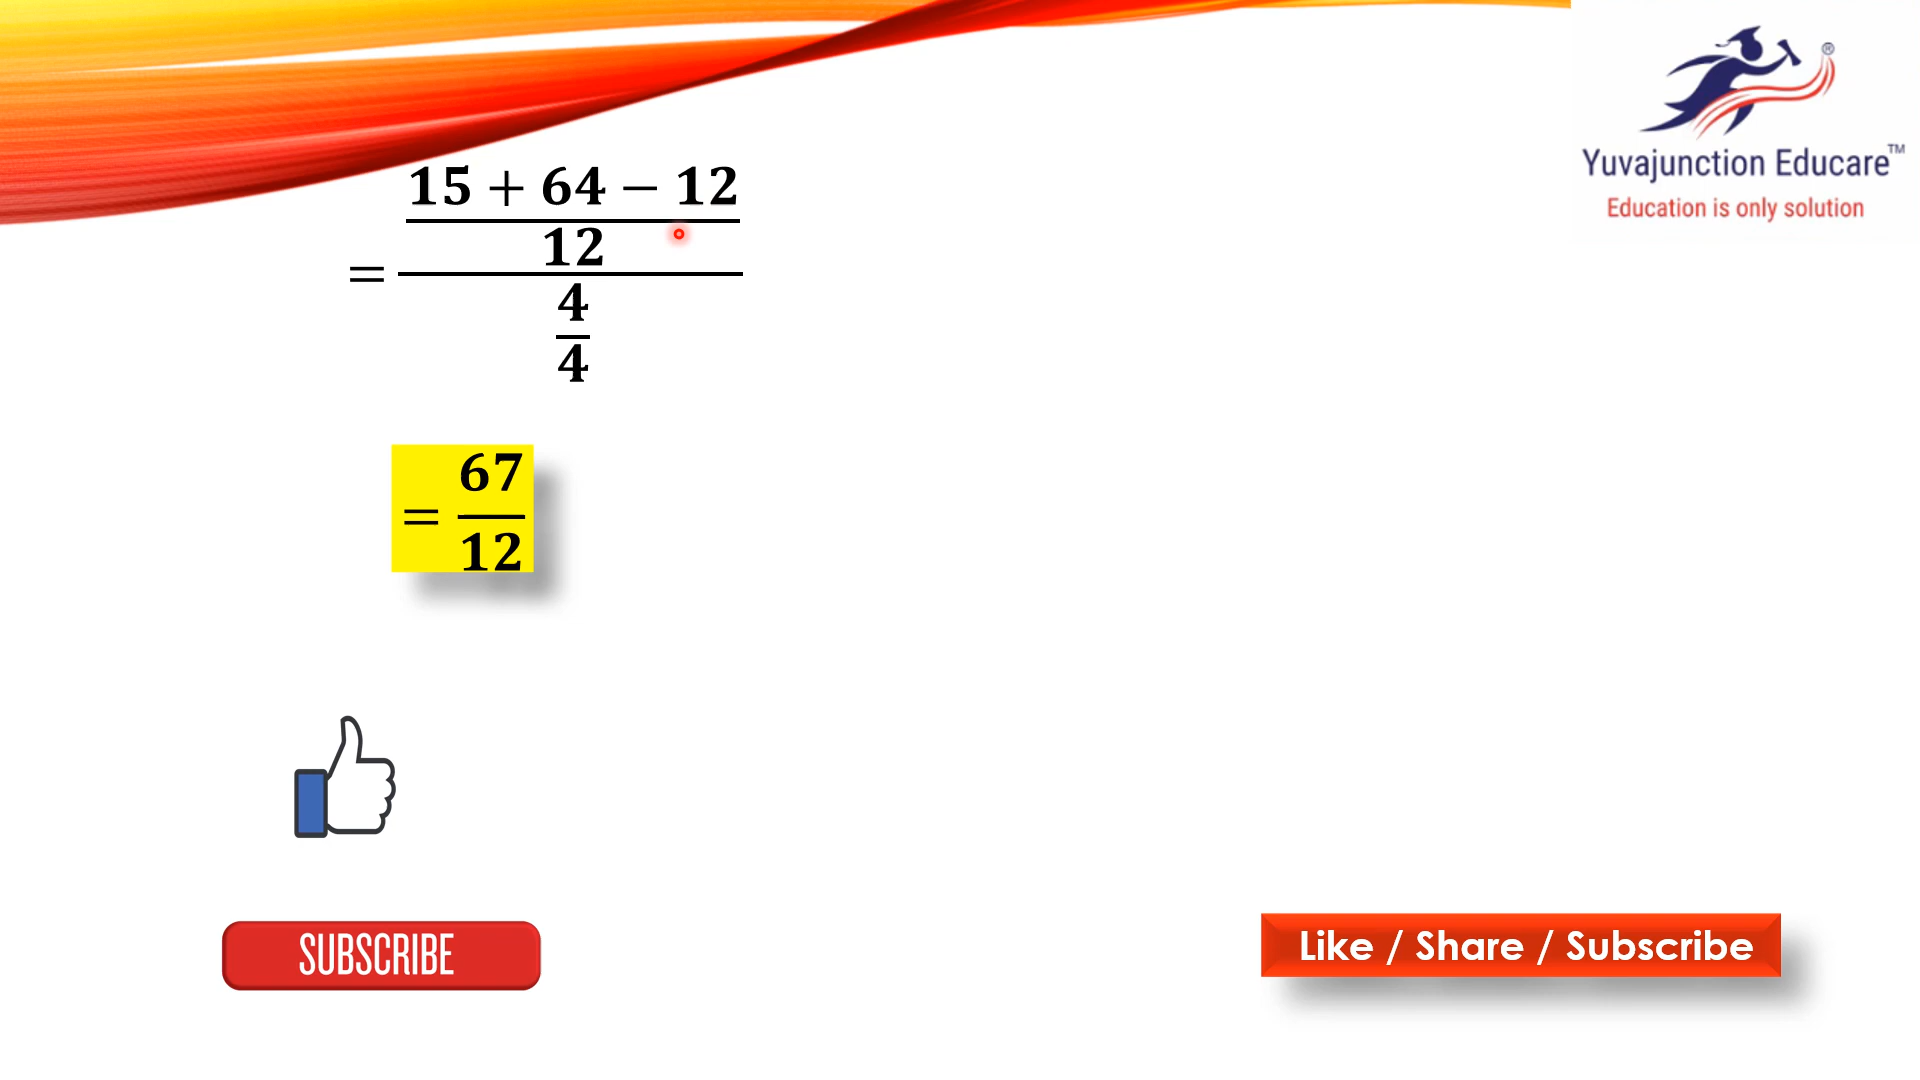 Yuvajunction Educare™
®
Education is only solution
15 + 64 − 12
12
=
4
4
= 67
12
SUBSCRIBE
Like / Share / Subscribe